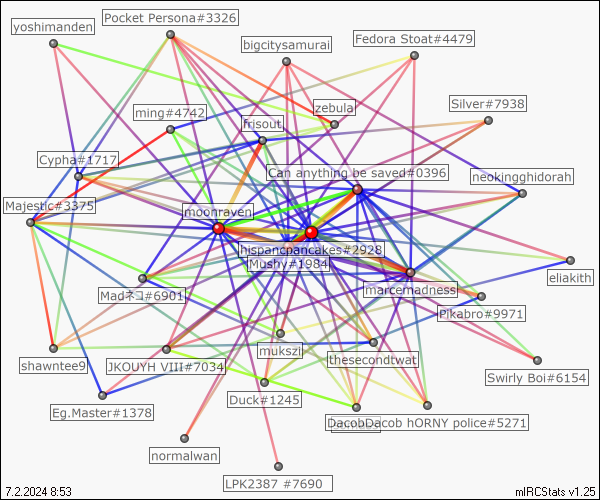 Pocket Persona#3326
yoshimanden
bigcitysamurai
Fedora Stoat#4479
Silver#7938
ming#4742
zebula
frisout
Cypha#1717
Can anything be saved#0396
neokingghidorah
Majestic#3375
moonraven
hispancpancakes#2928
Mushy#1984
eliakith
Madネコ#6901
marcemadness
Pikabro#9971
mukszi
thesecondtwat
shawntee9
JKOUYH VIII#7034
Swirly Boi#6154
Duck#1245
Eg.Master#1378
DacobDacob hORNY police#5271
normalwan
LPK2387 #7690
7.2.2024 8:53
mIRCStats v1.25